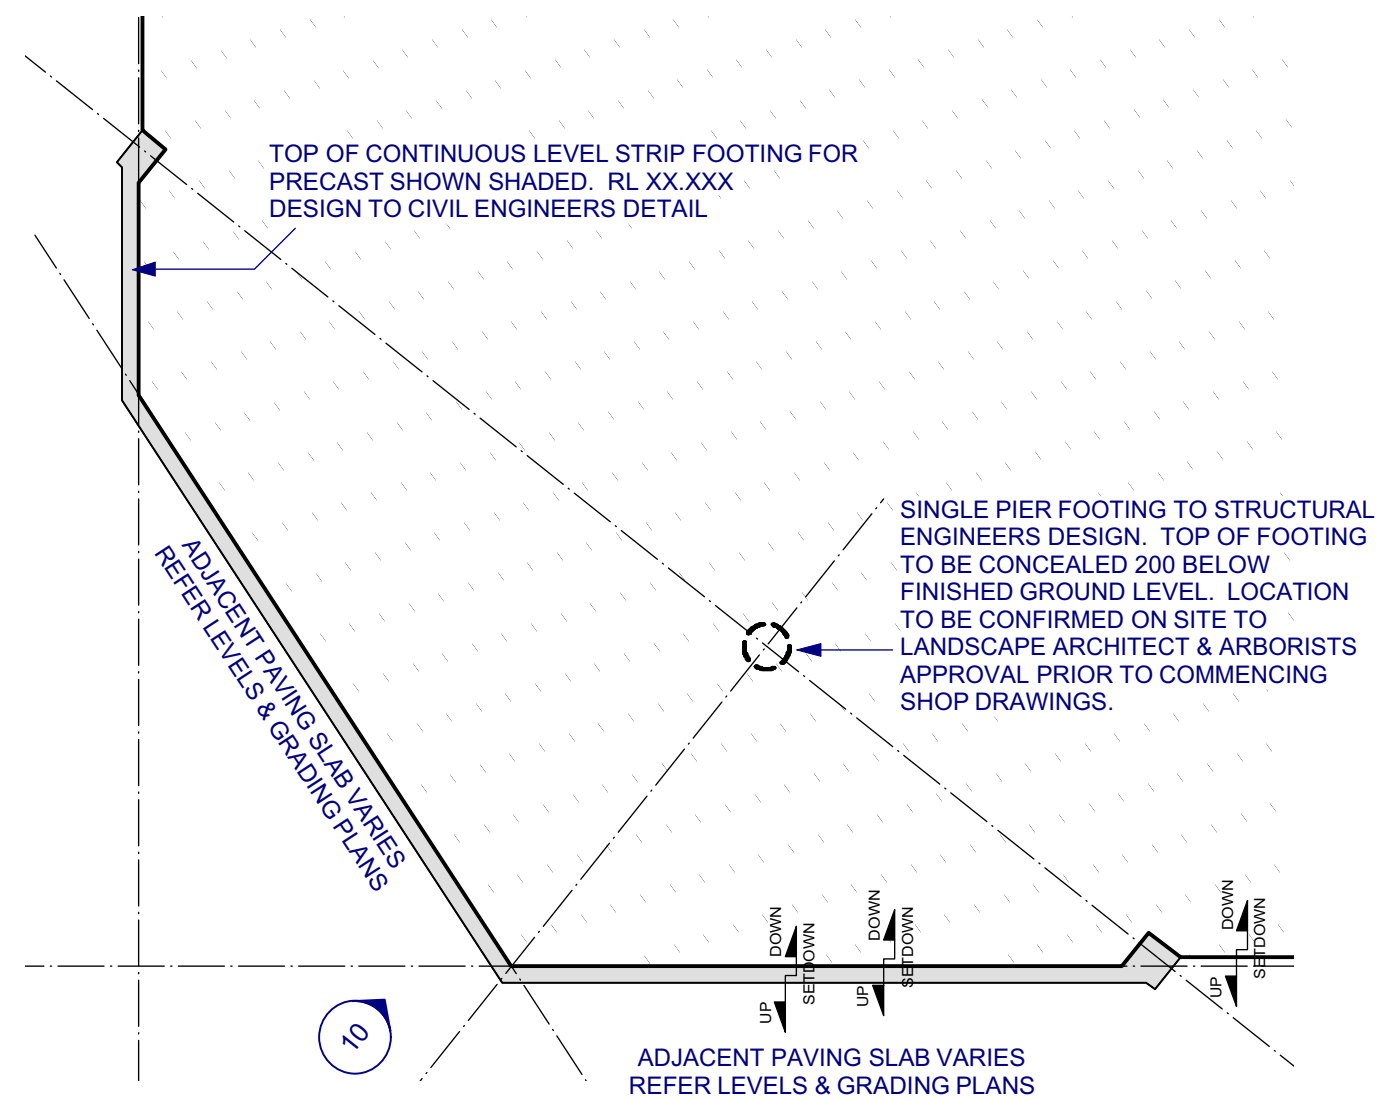 TOP OF CONTINUOUS LEVEL STRIP FOOTING FOR
PRECAST SHOWN SHADED. RL XX.XXX
DESIGN TO CIVIL ENGINEERS DETAIL
SINGLE PIER FOOTING TO STRUCTURAL
ENGINEERS DESIGN. TOP OF FOOTING
TO BE CONCEALED 200 BELOW
FINISHED GROUND LEVEL. LOCATION
TO BE CONFIRMED ON SITE TO
LANDSCAPE ARCHITECT & ARBORISTS
APPROVAL PRIOR TO COMMENCING
SHOP DRAWINGS.
ADJACENT PAVING SLAB VARIES
REFER LEVELS & GRADING PLANS
DOWN
SETDOWN
UP
DOWN
SETDOWN
UP
DOWN
SETDOWN
UP
10
ADJACENT PAVING SLAB VARIES
REFER LEVELS & GRADING PLANS